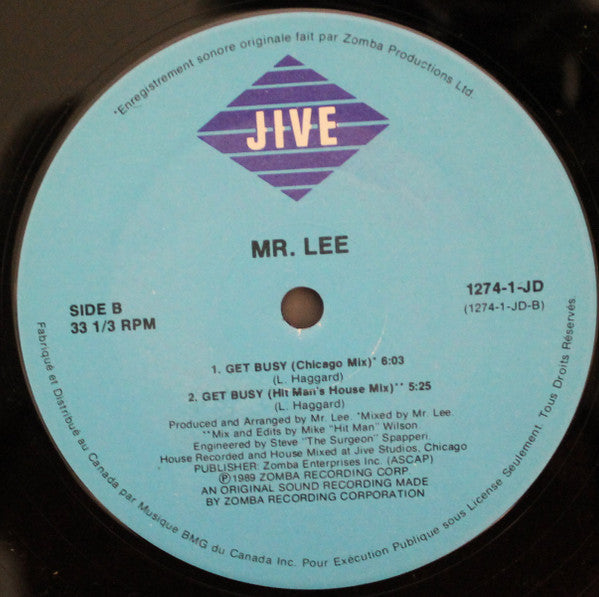 *Enregistrement sonore originale fait par Zomba Productions Ltd.
JIVE
MR. LEE
SIDE B
33 1/3 RPM
1274-1-JD
(1274-1-JD-B)
1. GET BUSY (Chicago Mix)* 6:03
(L. Haggard)
2. GET BUSY (Hit Man's House Mix)** 5:25
(L. Haggard)
Produced and Arranged by Mr. Lee. *Mixed by Mr. Lee.
**Mix and Edits by Mike "Hit Man" Wilson.
Engineered by Steve "The Surgeon" Spapperi.
House Recorded and House Mixed at Jive Studios, Chicago
PUBLISHER: Zomba Enterprises Inc. (ASCAP)
Ⓟ1989 ZOMBA RECORDING CORP.
AN ORIGINAL SOUND RECORDING MADE
BY ZOMBA RECORDING CORPORATION
Fabriqué et Distribué au Canada par Musique BMG du Canada Inc. Pour Exécution Publique sous License Seulement. Tous Droits Réservés.